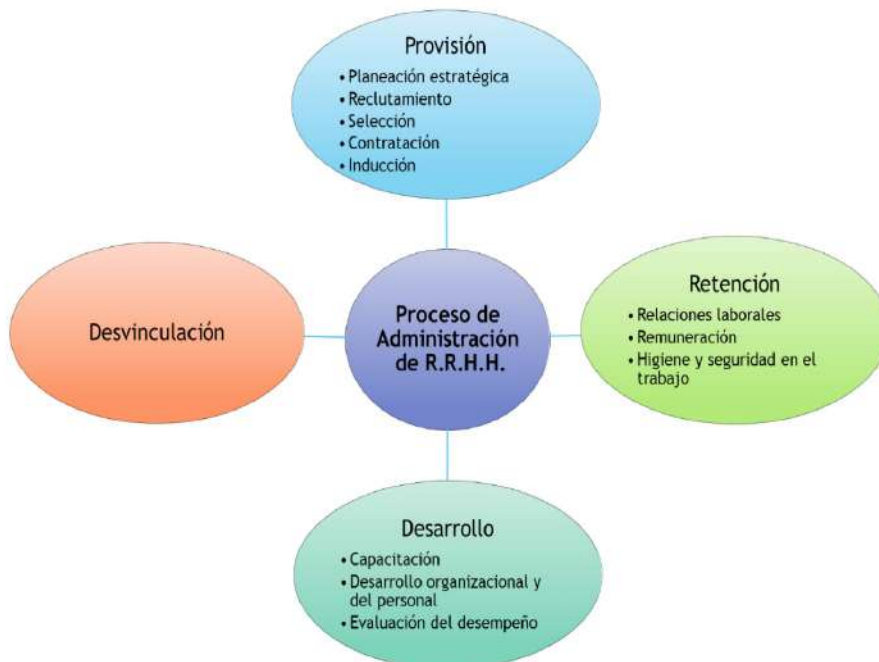 Provisión
• Planeación estratégica
• Reclutamiento
• Selección
• Contratación
• Inducción
Desvinculación
Proceso de
Administración
de R.R.H.H.
Retención
• Relaciones laborales
• Remuneración
• Higiene y seguridad en el
trabajo
Desarrollo
• Capacitación
• Desarrollo organizacional y
del personal
• Evaluación del desempeño